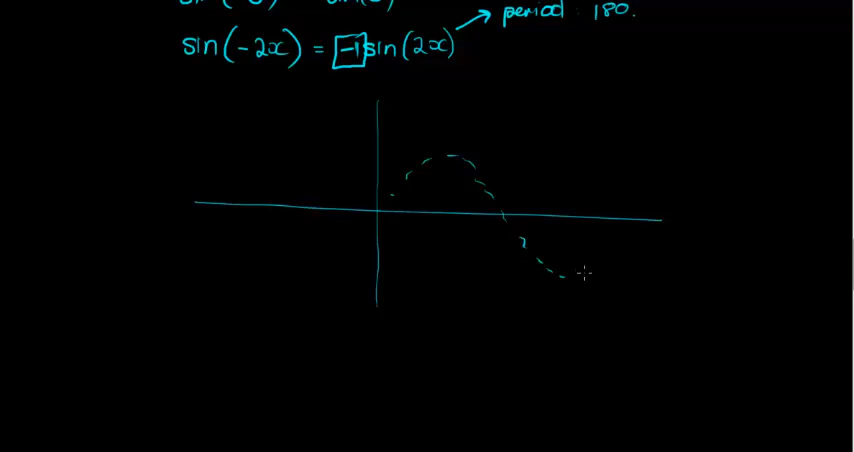 period : 180.
sin(-2x) = -1sin(2x)